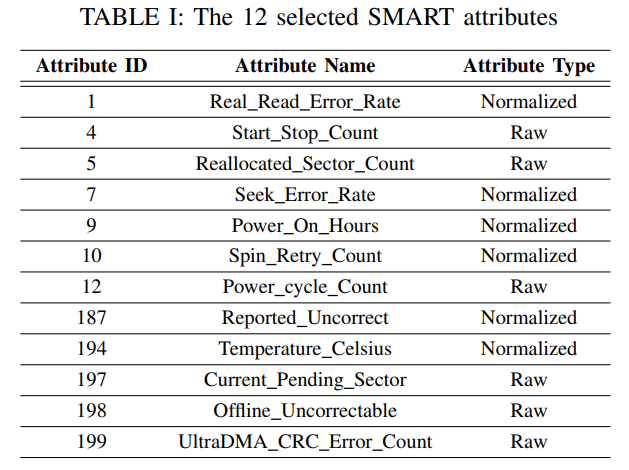 TABLE I: The 12 selected SMART attributes
Attribute ID Attribute Name Attribute Type
1 Real_Read_Error_Rate Normalized
4 Start_Stop_Count Raw
5 Reallocated_Sector_Count Raw
7 Seek_Error_Rate Normalized
9 Power_On_Hours Normalized
10 Spin_Retry_Count Normalized
12 Power_cycle_Count Raw
187 Reported_Uncorrect Normalized
194 Temperature_Celsius Normalized
197 Current_Pending_Sector Raw
198 Offline_Uncorrectable Raw
199 UltraDMA_CRC_Error_Count Raw